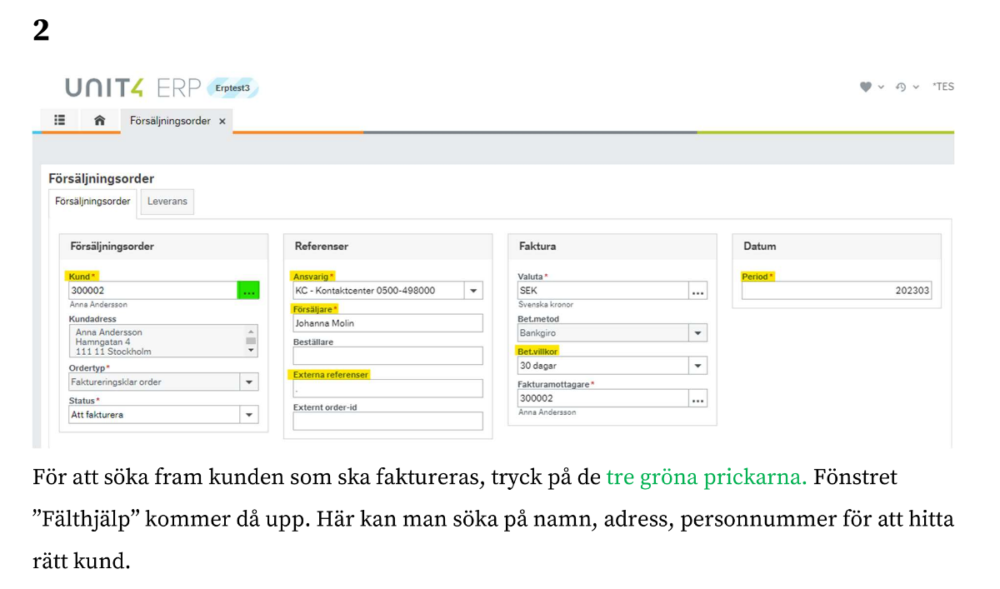 2
UNIT4 ERP Erptest3
*TES
Försäljningsorder ×
Försäljningsorder
Försäljningsorder Leverans
Försäljningsorder
Kund*
300002 ...
Anna Andersson
Kundadress
Anna Andersson
Hamngatan 4
111 11 Stockholm
Ordertyp*
Faktureringsklar order
Status*
Att fakturera
Referenser
Ansvarig*
KC - Kontaktcenter 0500-498000
Försäljare*
Johanna Molin
Beställare
Externa referenser
.
Externt order-id
Faktura
Valuta*
SEK ...
Svenska kronor
Bet.metod
Bankgiro
Bet.villkor
30 dagar
Fakturamottagare*
300002 ...
Anna Andersson
Datum
Period*
202303
För att söka fram kunden som ska faktureras, tryck på de tre gröna prickarna. Fönstret
”Fälthjälp” kommer då upp. Här kan man söka på namn, adress, personnummer för att hitta
rätt kund.